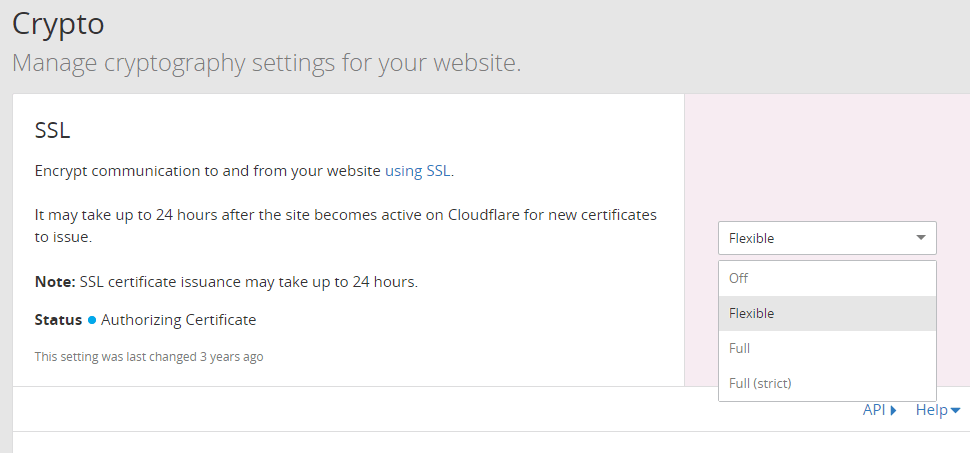 Crypto
Manage cryptography settings for your website.
SSL
Encrypt communication to and from your website using SSL.
It may take up to 24 hours after the site becomes active on Cloudflare for new certificates
to issue.
Note: SSL certificate issuance may take up to 24 hours.
Status Authorizing Certificate
This setting was last changed 3 years ago
Flexible
Off
Flexible
Full
Full (strict)
API
Help